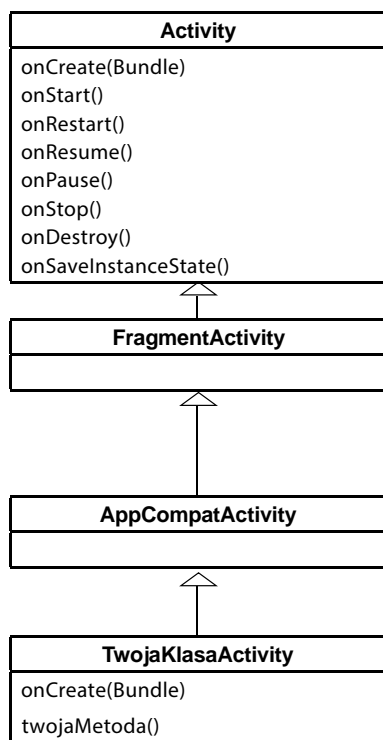 Activity
onCreate(Bundle)
onStart()
onRestart()
onResume()
onPause()
onStop()
onDestroy()
onSaveInstanceState()
FragmentActivity
AppCompatActivity
TwojaKlasaActivity
onCreate(Bundle)
twojaMetoda()